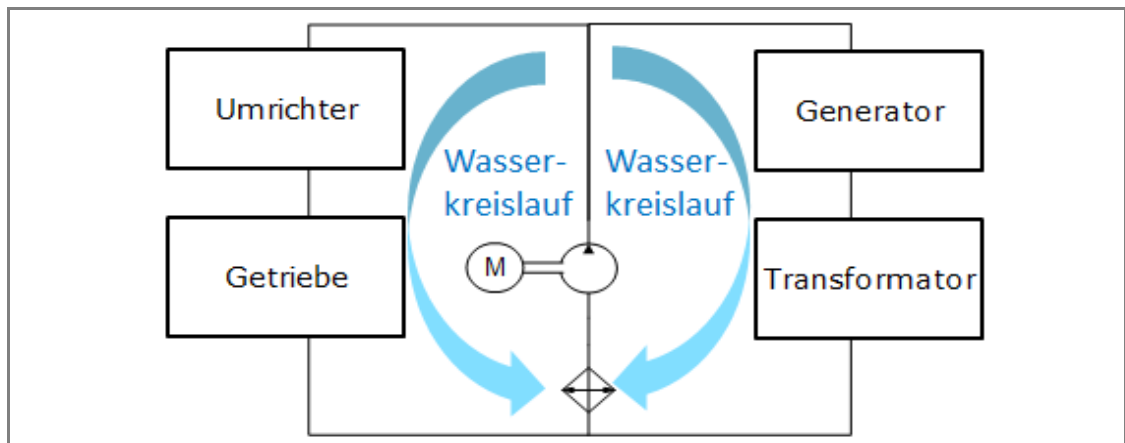 Umrichter
Generator
Wasser-
kreislauf
Wasser-
kreislauf
Getriebe
M
Transformator